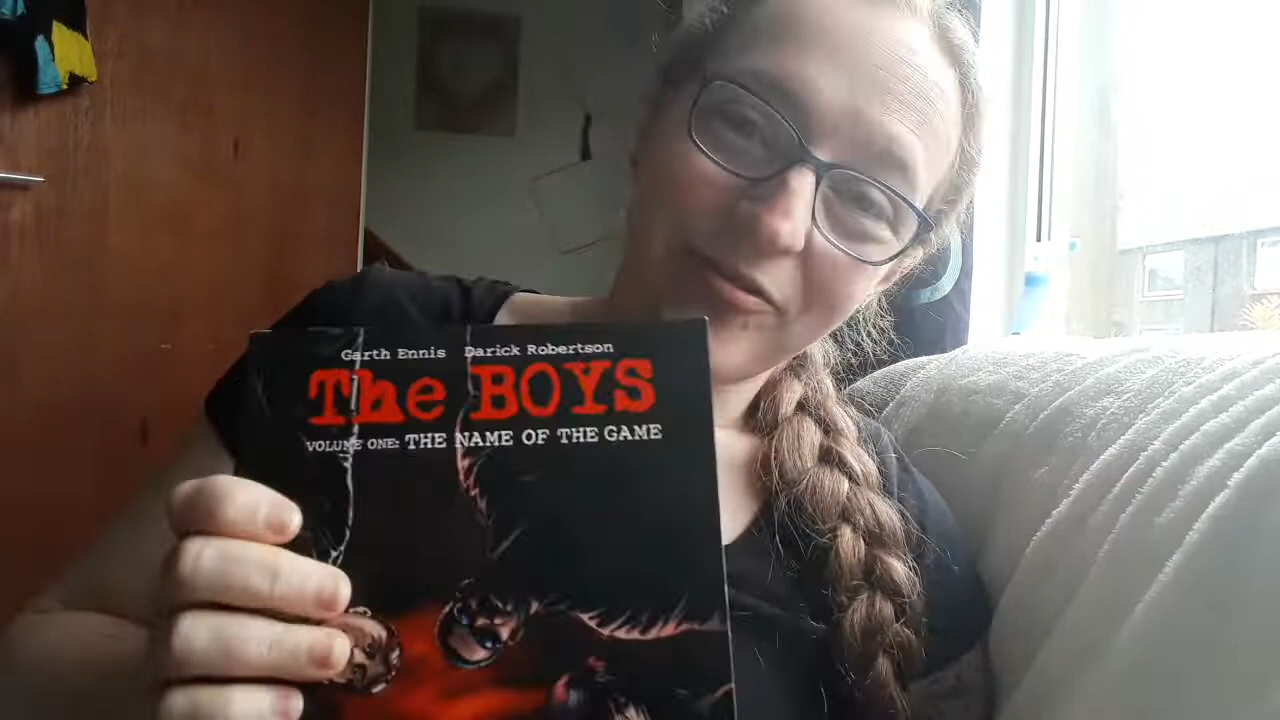 Garth Ennis Darick Robertson
The BOYS
VOLUME ONE: THE NAME OF THE GAME